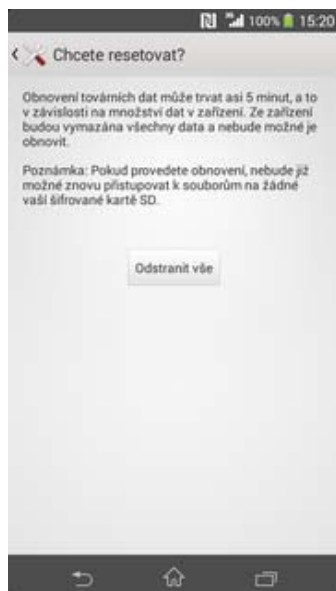 100% 15:20
Chcete resetovat?
Obnovení továrních dat může trvat asi 5 minut, a to
v závislosti na množství dat v zařízení. Ze zařízení
budou vymazána všechny data a nebude možné je
obnovit.
Poznámka: Pokud provedete obnovení, nebude již
možné znovu přistupovat k souborům na žádné
vaší šifrované kartě SD.
Odstranit vše